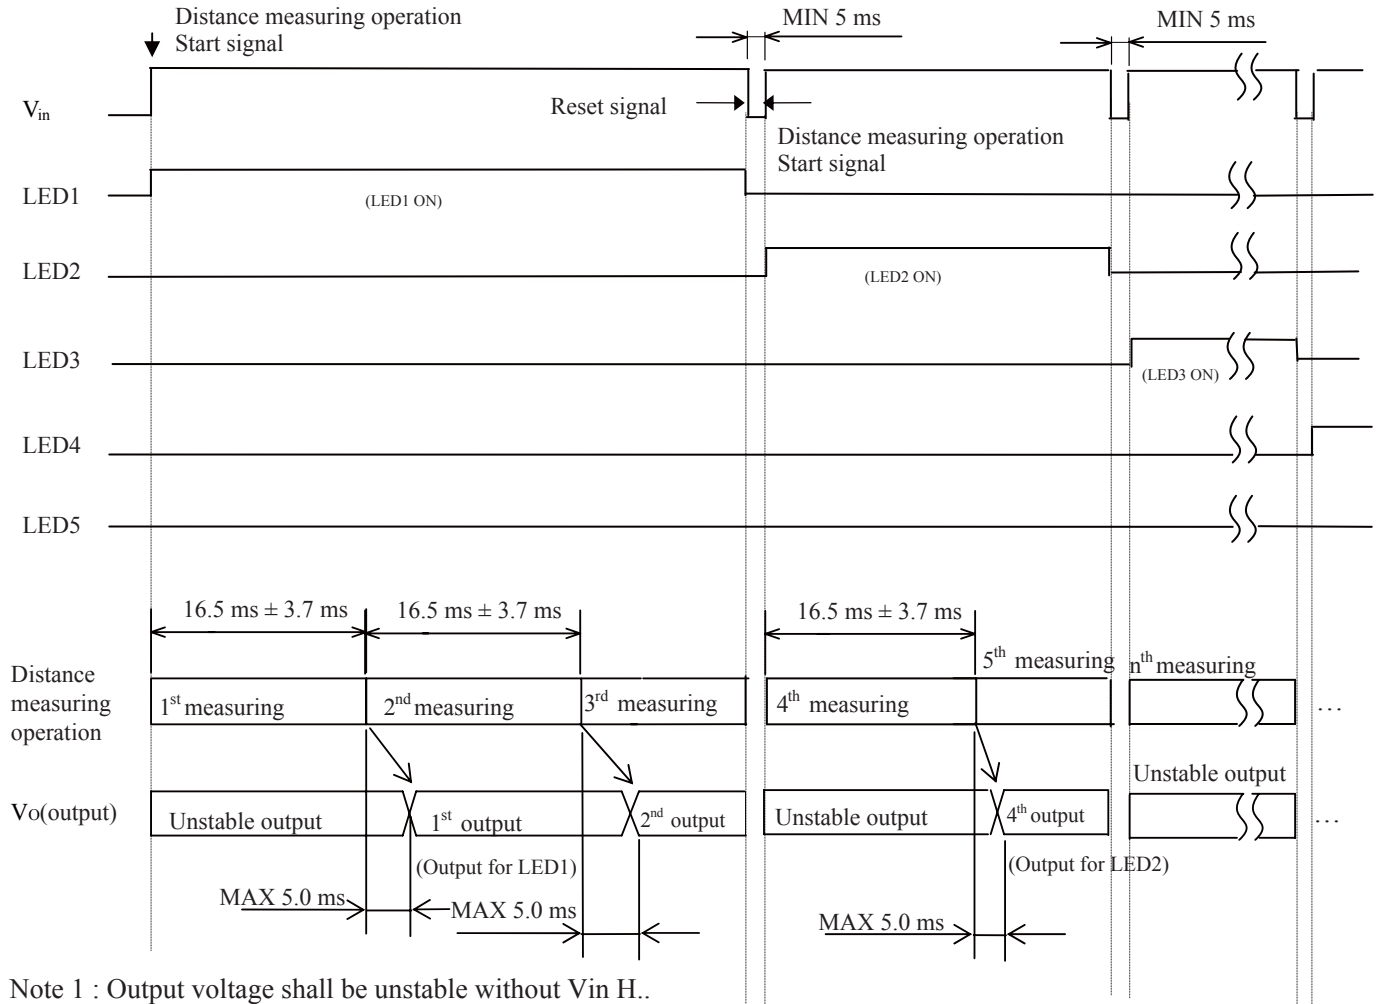 Distance measuring operation
Start signal
MIN 5 ms
MIN 5 ms
Vin
Reset signal
Distance measuring operation
Start signal
LED1
(LED1 ON)
LED2
(LED2 ON)
LED3
(LED3 ON)
LED4
LED5
16.5 ms ± 3.7 ms
16.5 ms ± 3.7 ms
16.5 ms ± 3.7 ms
5th measuring
nth measuring
Distance
measuring
operation
1st measuring
2nd measuring
3rd measuring
4th measuring
...
Unstable output
Vo(output)
Unstable output
1st output
2nd output
Unstable output
4th output
...
(Output for LED1)
(Output for LED2)
MAX 5.0 ms
MAX 5.0 ms
MAX 5.0 ms
Note 1 : Output voltage shall be unstable without Vin H..